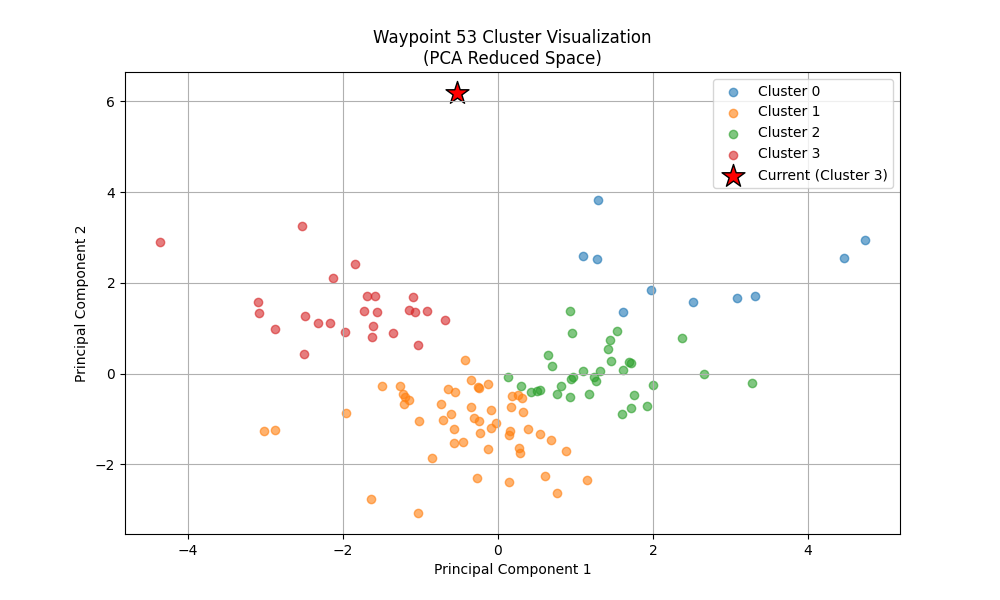 Waypoint 53 Cluster Visualization
(PCA Reduced Space)
Cluster 0
Cluster 1
Cluster 2
Cluster 3
Current (Cluster 3)
Principal Component 2
6
4
2
0
−2
−4
−2
0
2
4
Principal Component 1